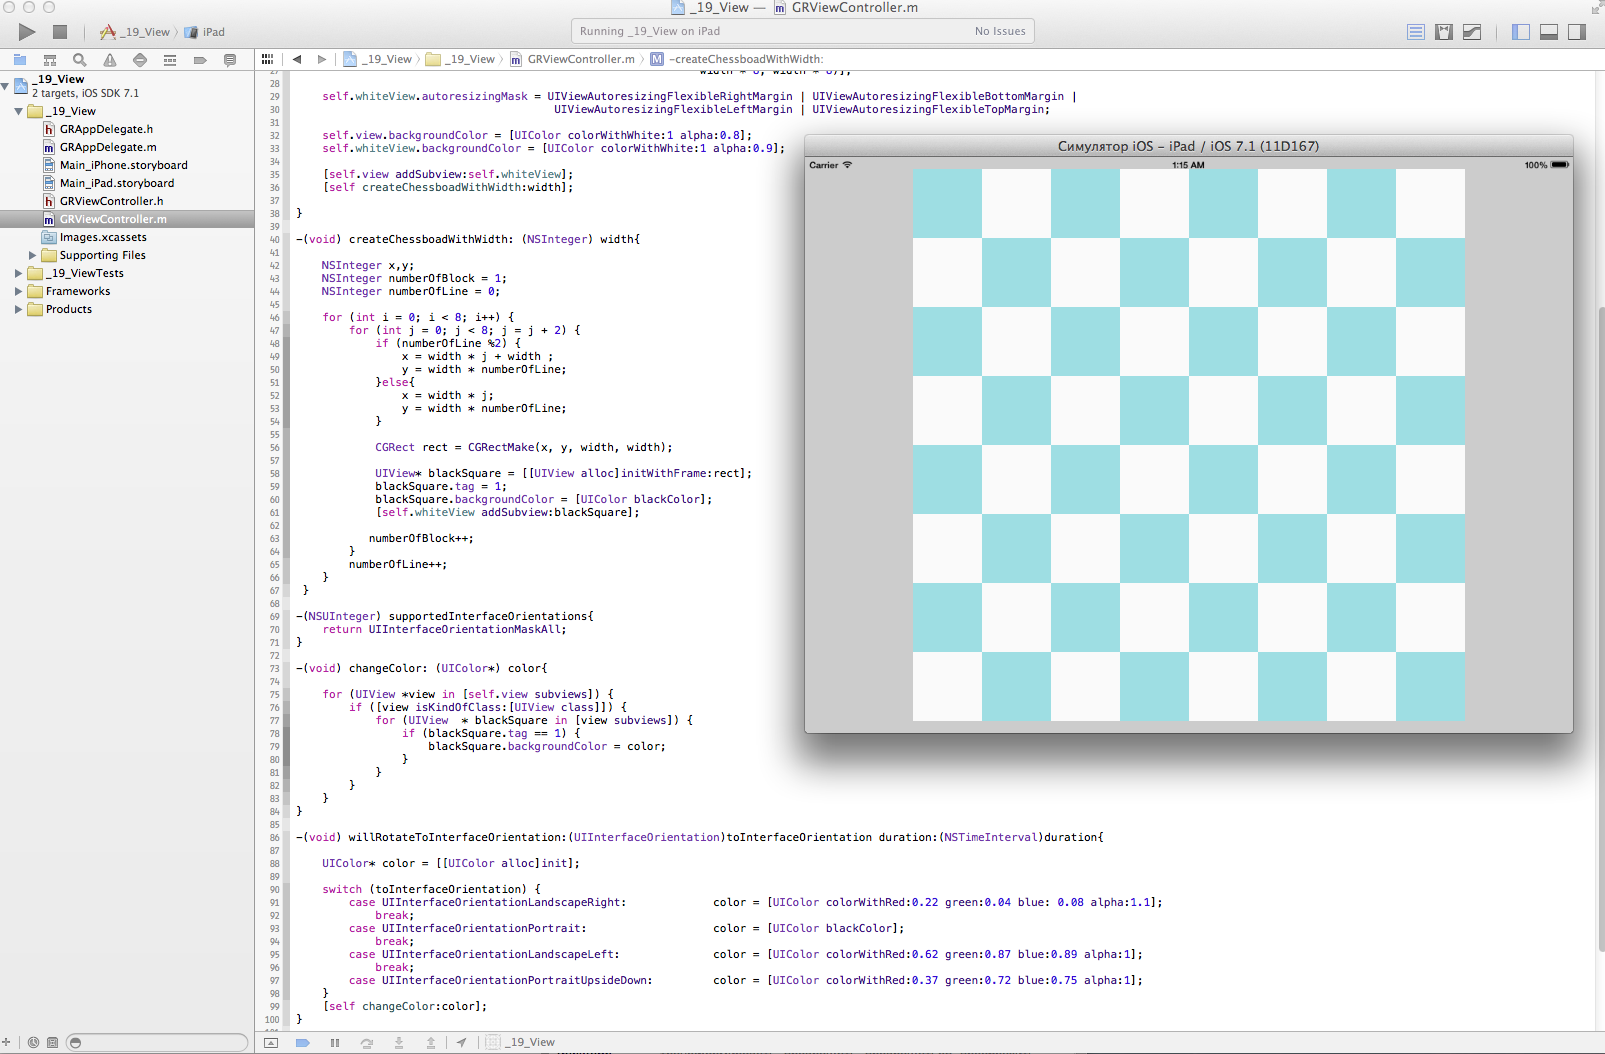 _19_View — GRViewController.m
_19_View › iPad
Running _19_View on iPad No Issues
_19_View › _19_View › GRViewController.m › M -createChessboadWithWidth:
_19_View
2 targets, iOS SDK 7.1
_19_View
GRAppDelegate.h
GRAppDelegate.m
Main_iPhone.storyboard
Main_iPad.storyboard
GRViewController.h
GRViewController.m
Images.xcassets
Supporting Files
_19_ViewTests
Frameworks
Products
28
29 self.whiteView.autoresizingMask = UIViewAutoresizingFlexibleRightMargin | UIViewAutoresizingFlexibleBottomMargin |
30 UIViewAutoresizingFlexibleLeftMargin | UIViewAutoresizingFlexibleTopMargin;
31
32 self.view.backgroundColor = [UIColor colorWithWhite:1 alpha:0.8];
33 self.whiteView.backgroundColor = [UIColor colorWithWhite:1 alpha:0.9];
34
35 [self.view addSubview:self.whiteView];
36 [self createChessboadWithWidth:width];
37
38 }
39
40 -(void) createChessboadWithWidth: (NSInteger) width{
41
42 NSInteger x,y;
43 NSInteger numberOfBlock = 1;
44 NSInteger numberOfLine = 0;
45
46 for (int i = 0; i < 8; i++) {
47 for (int j = 0; j < 8; j = j + 2) {
48 if (numberOfLine %2) {
49 x = width * j + width ;
50 y = width * numberOfLine;
51 }else{
52 x = width * j;
53 y = width * numberOfLine;
54 }
55
56 CGRect rect = CGRectMake(x, y, width, width);
57
58 UIView* blackSquare = [[UIView alloc]initWithFrame:rect];
59 blackSquare.tag = 1;
60 blackSquare.backgroundColor = [UIColor blackColor];
61 [self.whiteView addSubview:blackSquare];
62
63 numberOfBlock++;
64 }
65 numberOfLine++;
66 }
67 }
68
69 -(NSUInteger) supportedInterfaceOrientations{
70 return UIInterfaceOrientationMaskAll;
71 }
72
73 -(void) changeColor: (UIColor*) color{
74
75 for (UIView *view in [self.view subviews]) {
76 if ([view isKindOfClass:[UIView class]]) {
77 for (UIView * blackSquare in [view subviews]) {
78 if (blackSquare.tag == 1) {
79 blackSquare.backgroundColor = color;
80 }
81 }
82 }
83 }
84 }
85
86 -(void) willRotateToInterfaceOrientation:(UIInterfaceOrientation)toInterfaceOrientation duration:(NSTimeInterval)duration{
87
88 UIColor* color = [[UIColor alloc]init];
89
90 switch (toInterfaceOrientation) {
91 case UIInterfaceOrientationLandscapeRight: color = [UIColor colorWithRed:0.22 green:0.04 blue: 0.08 alpha:1.1];
92 break;
93 case UIInterfaceOrientationPortrait: color = [UIColor blackColor];
94 break;
95 case UIInterfaceOrientationLandscapeLeft: color = [UIColor colorWithRed:0.62 green:0.87 blue:0.89 alpha:1];
96 break;
97 case UIInterfaceOrientationPortraitUpsideDown: color = [UIColor colorWithRed:0.37 green:0.72 blue:0.75 alpha:1];
98 }
99 [self changeColor:color];
100 }
Симулятор iOS – iPad / iOS 7.1 (11D167)
Carrier 1:15 AM 100%
_19_View